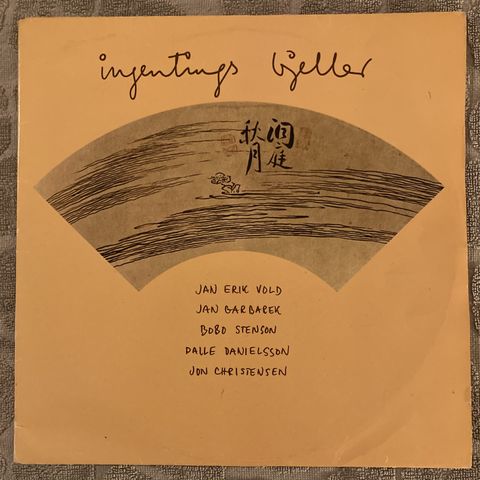 ingentings bjeller
洞庭
秋月
JAN ERIK VOLD
JAN GARBAREK
BOBO STENSON
PALLE DANIELSSON
JON CHRISTENSEN